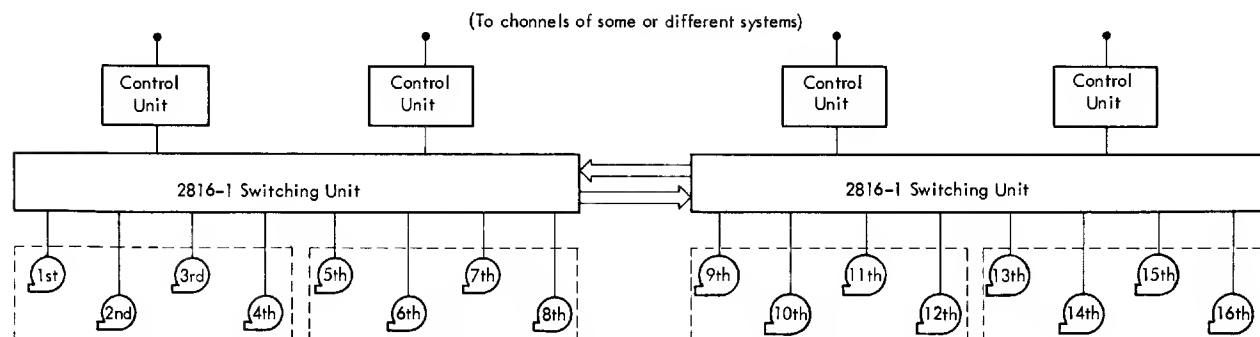 (To channels of some or different systems)
Control
Unit
Control
Unit
Control
Unit
Control
Unit
2816-1 Switching Unit
2816-1 Switching Unit
1st
2nd
3rd
4th
5th
6th
7th
8th
9th
10th
11th
12th
13th
14th
15th
16th